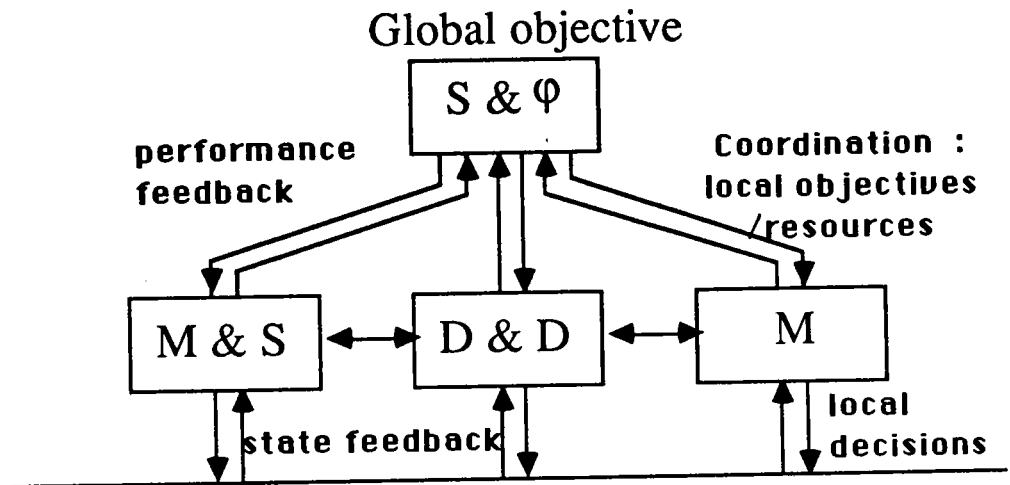 Global objective
S & φ
performance
feedback
Coordination :
local objectives
/resources
M & S
D & D
M
state feedback
local
decisions